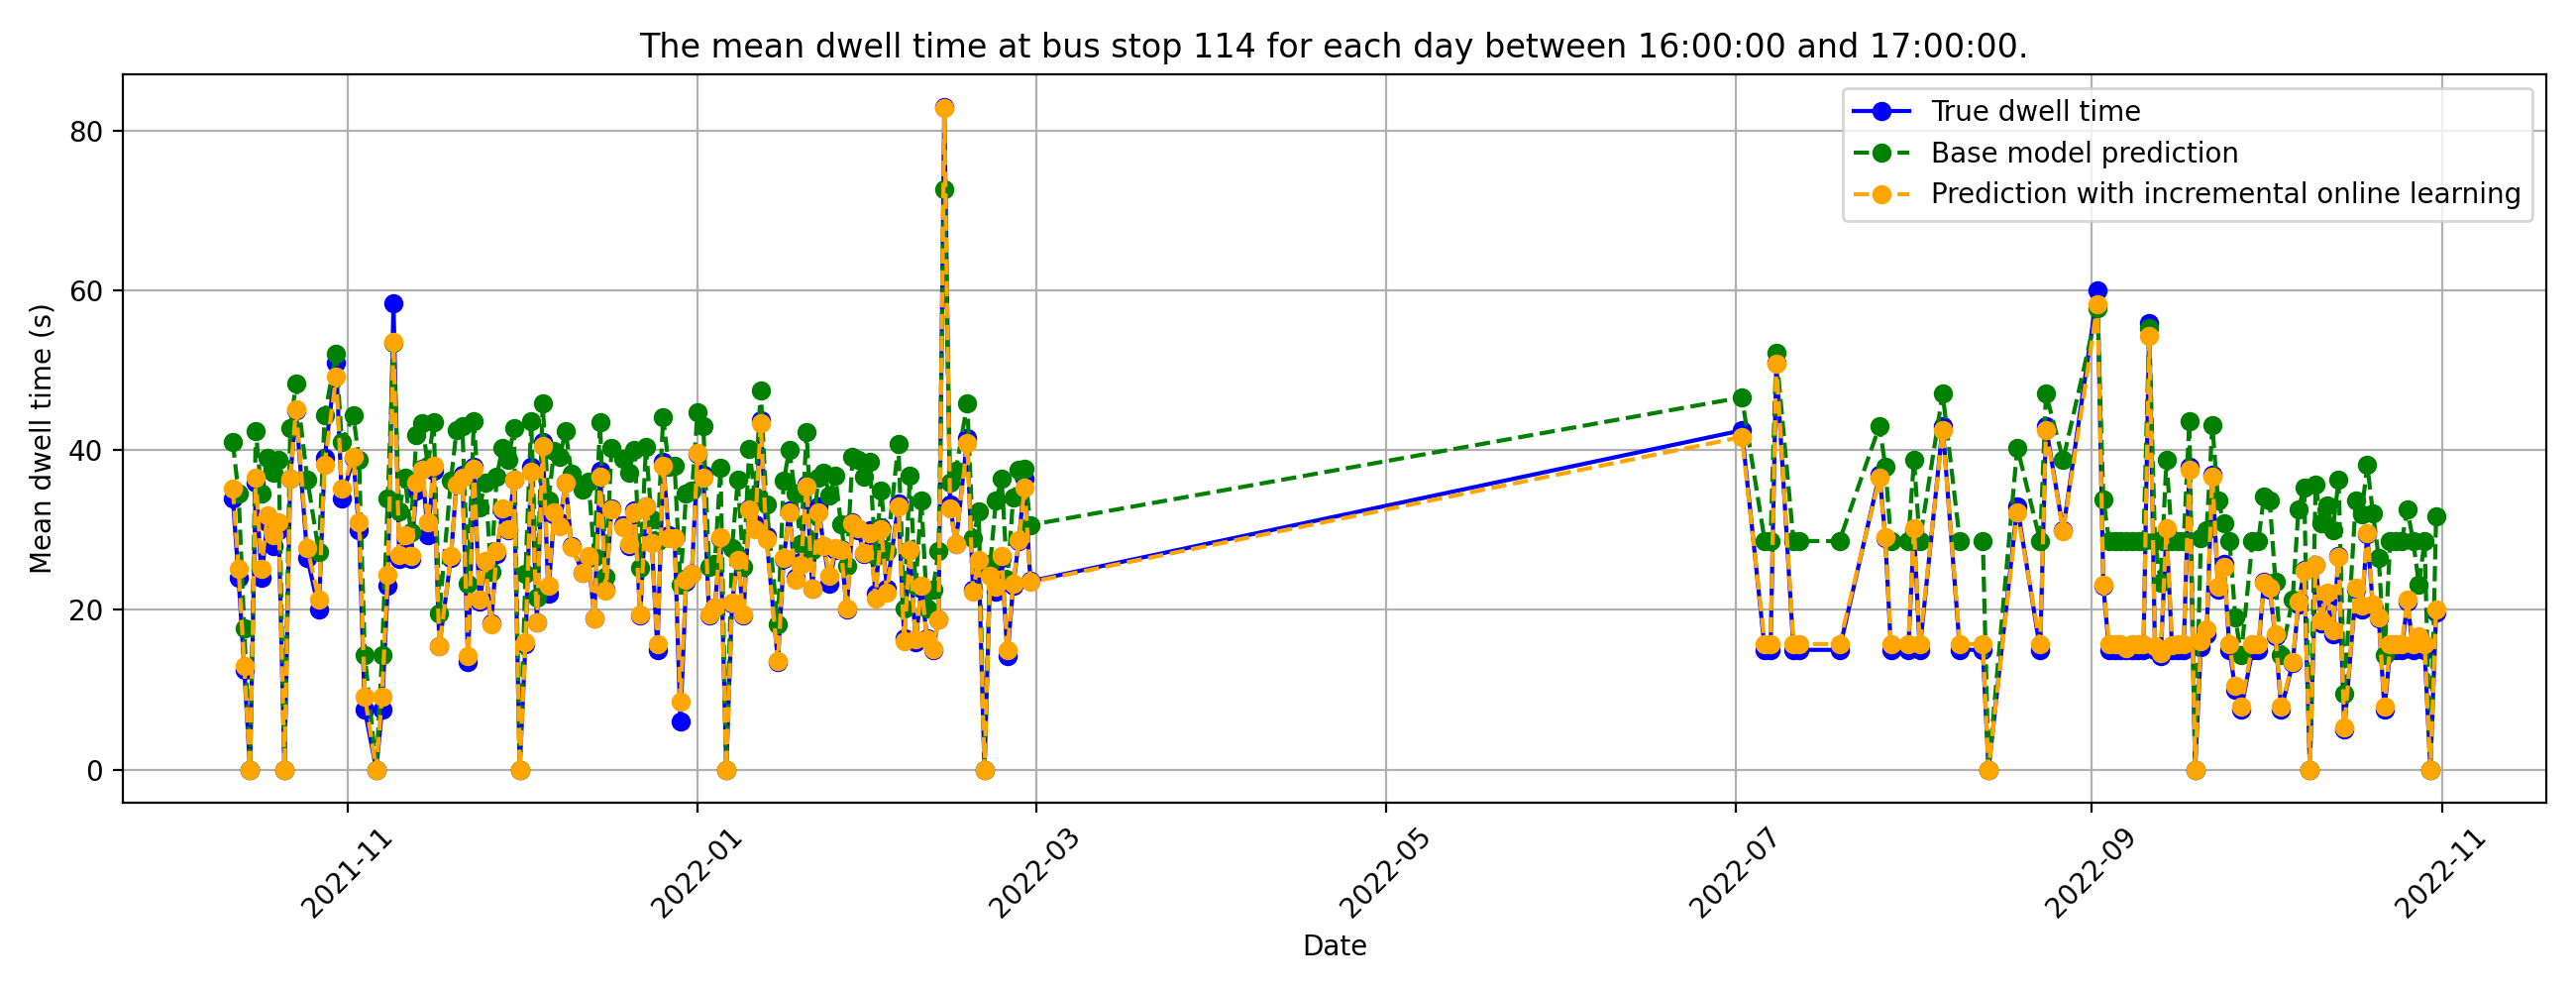 The mean dwell time at bus stop 114 for each day between 16:00:00 and 17:00:00.
True dwell time
Base model prediction
Prediction with incremental online learning
Mean dwell time (s)
80
60
40
20
0
2021-11
2022-01
2022-03
2022-05
2022-07
2022-09
2022-11
Date